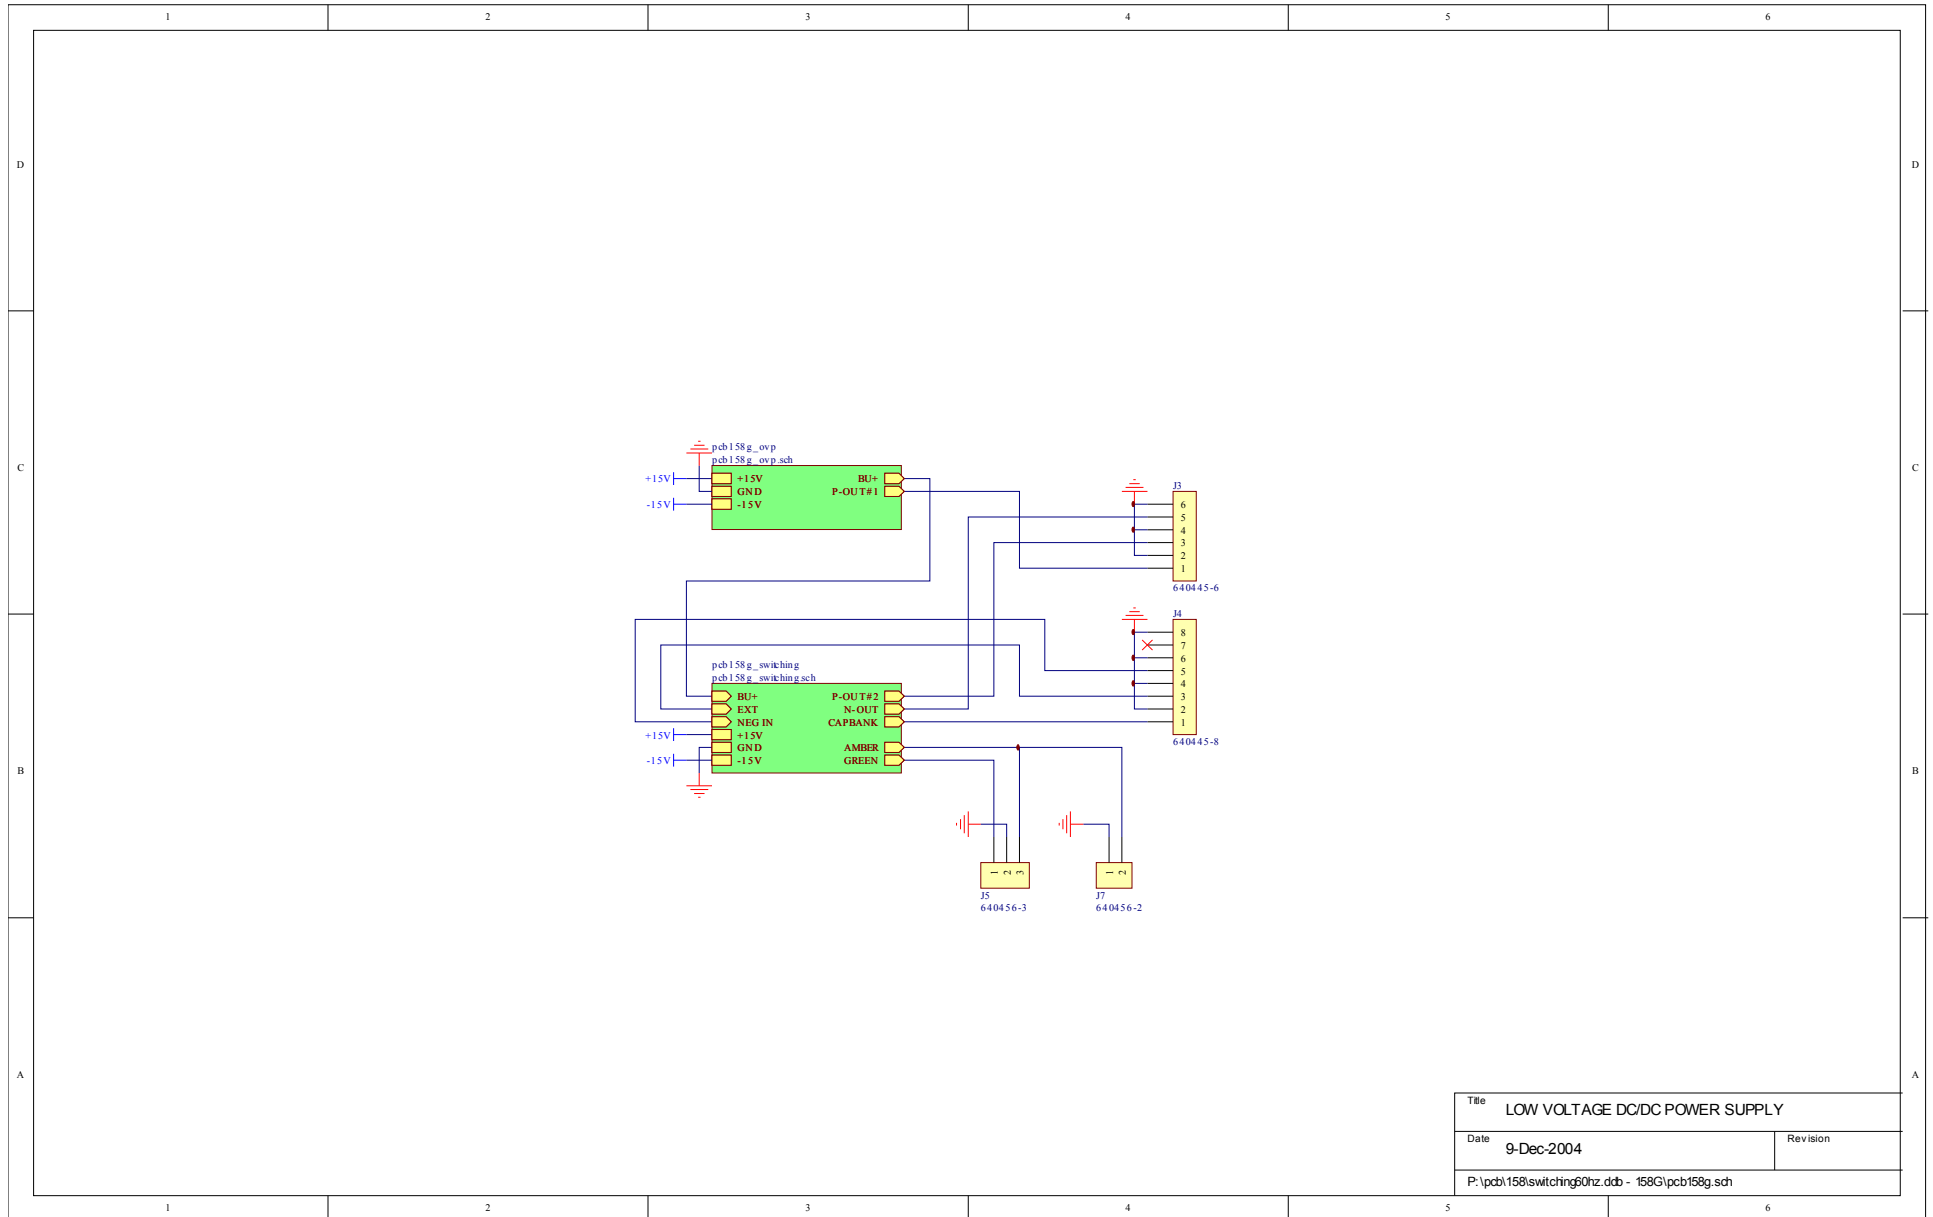 1 2 3 4 5 6
D D
C C
B B
A A
pcb158g_ovp
pcb158g_ovp.sch
+15V +15V BU+
GND P-OUT#1
-15V -15V
J3
6
5
4
3
2
1
640445-6
J4
8
7
6
5
4
3
2
1
640445-8
pcb158g_switching
pcb158g_switching.sch
BU+ P-OUT#2
EXT N-OUT
NEG IN CAPBANK
+15V +15V
GND AMBER
-15V -15V GREEN
1 2 3
J5
640456-3
1 2
J7
640456-2
Title LOW VOLTAGE DC/DC POWER SUPPLY
Date 9-Dec-2004 Revision
P:\pcb\158\switching60hz.ddb - 158G\pcb158g.sch
1 2 3 4 5 6